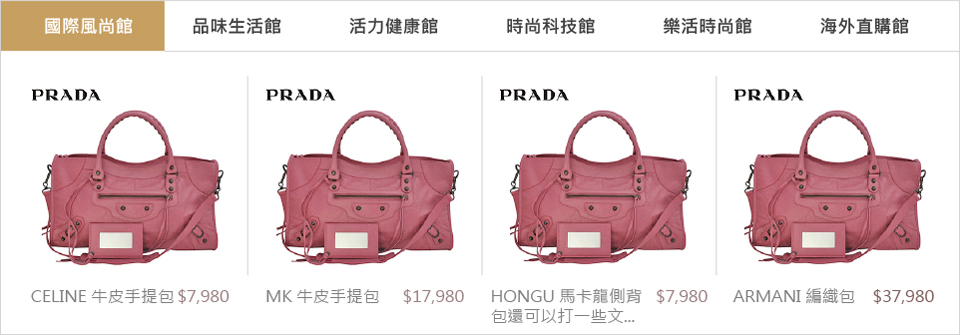 國際風尚館
品味生活館
活力健康館
時尚科技館
樂活時尚館
海外直購館
PRADA
PRADA
PRADA
PRADA
CELINE 牛皮手提包 $7,980
MK 牛皮手提包 $17,980
HONGU 馬卡龍側背 $7,980
包還可以打一些文...
ARMANI 編織包 $37,980